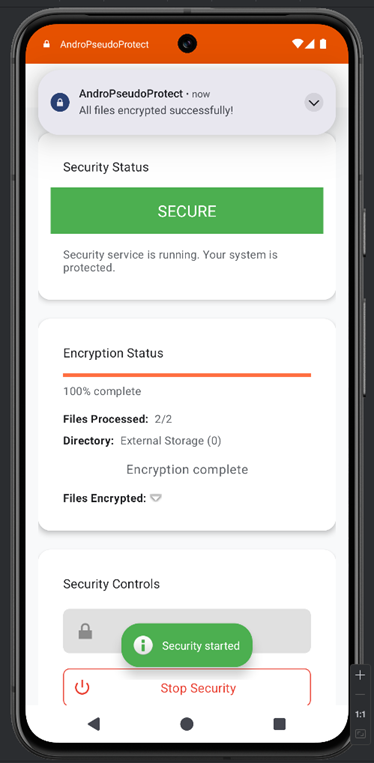 AndroPseudoProtect
AndroPseudoProtect • now
All files encrypted successfully!
Security Status
SECURE
Security service is running. Your system is
protected.
Encryption Status
100% complete
Files Processed: 2/2
Directory: External Storage (0)
Encryption complete
Files Encrypted:
Security Controls
Security started
Stop Security
1:1